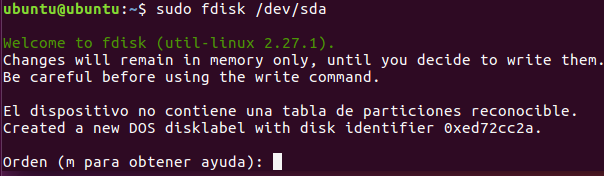 ubuntu@ubuntu:~$ sudo fdisk /dev/sda
Welcome to fdisk (util-linux 2.27.1).
Changes will remain in memory only, until you decide to write them.
Be careful before using the write command.
El dispositivo no contiene una tabla de particiones reconocible.
Created a new DOS disklabel with disk identifier 0xed72cc2a.
Orden (m para obtener ayuda):